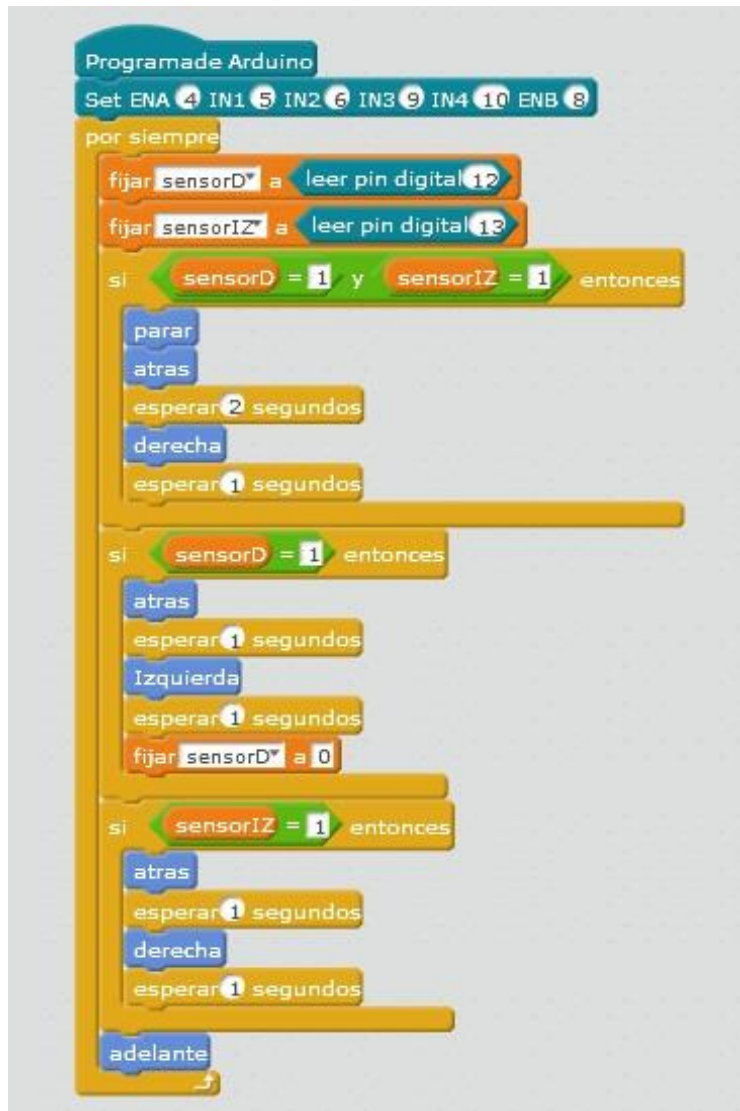 Programade Arduino
Set ENA 4 IN1 5 IN2 6 IN3 9 IN4 10 ENB 8
por siempre
fijar sensorD a leer pin digital 12
fijar sensorIZ a leer pin digital 13
si sensorD = 1 y sensorIZ = 1 entonces
parar
atras
esperar 2 segundos
derecha
esperar 1 segundos
si sensorD = 1 entonces
atras
esperar 1 segundos
Izquierda
esperar 1 segundos
fijar sensorD a 0
si sensorIZ = 1 entonces
atras
esperar 1 segundos
derecha
esperar 1 segundos
adelante